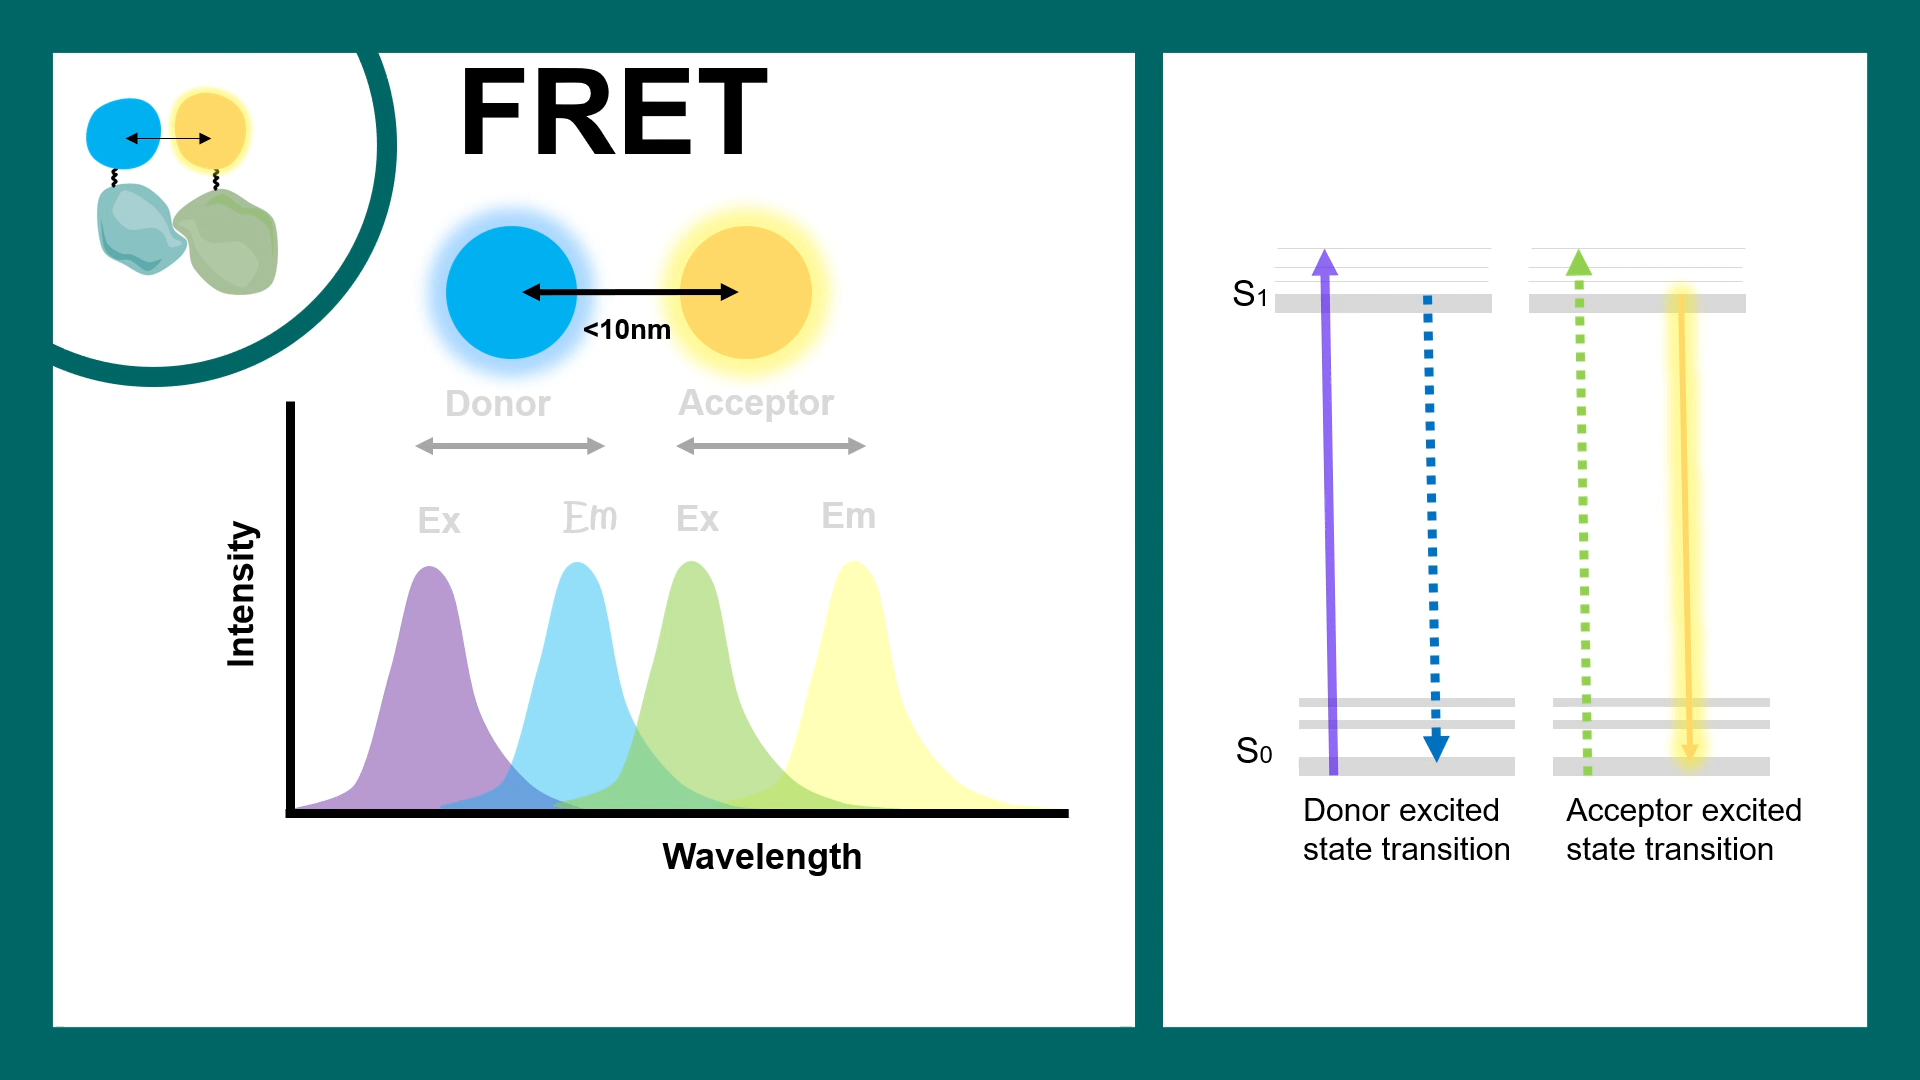 FRET
<10nm
Donor
Acceptor
Ex
Em
Ex
Em
Intensity
Wavelength
S1
S0
Donor excited
state transition
Acceptor excited
state transition